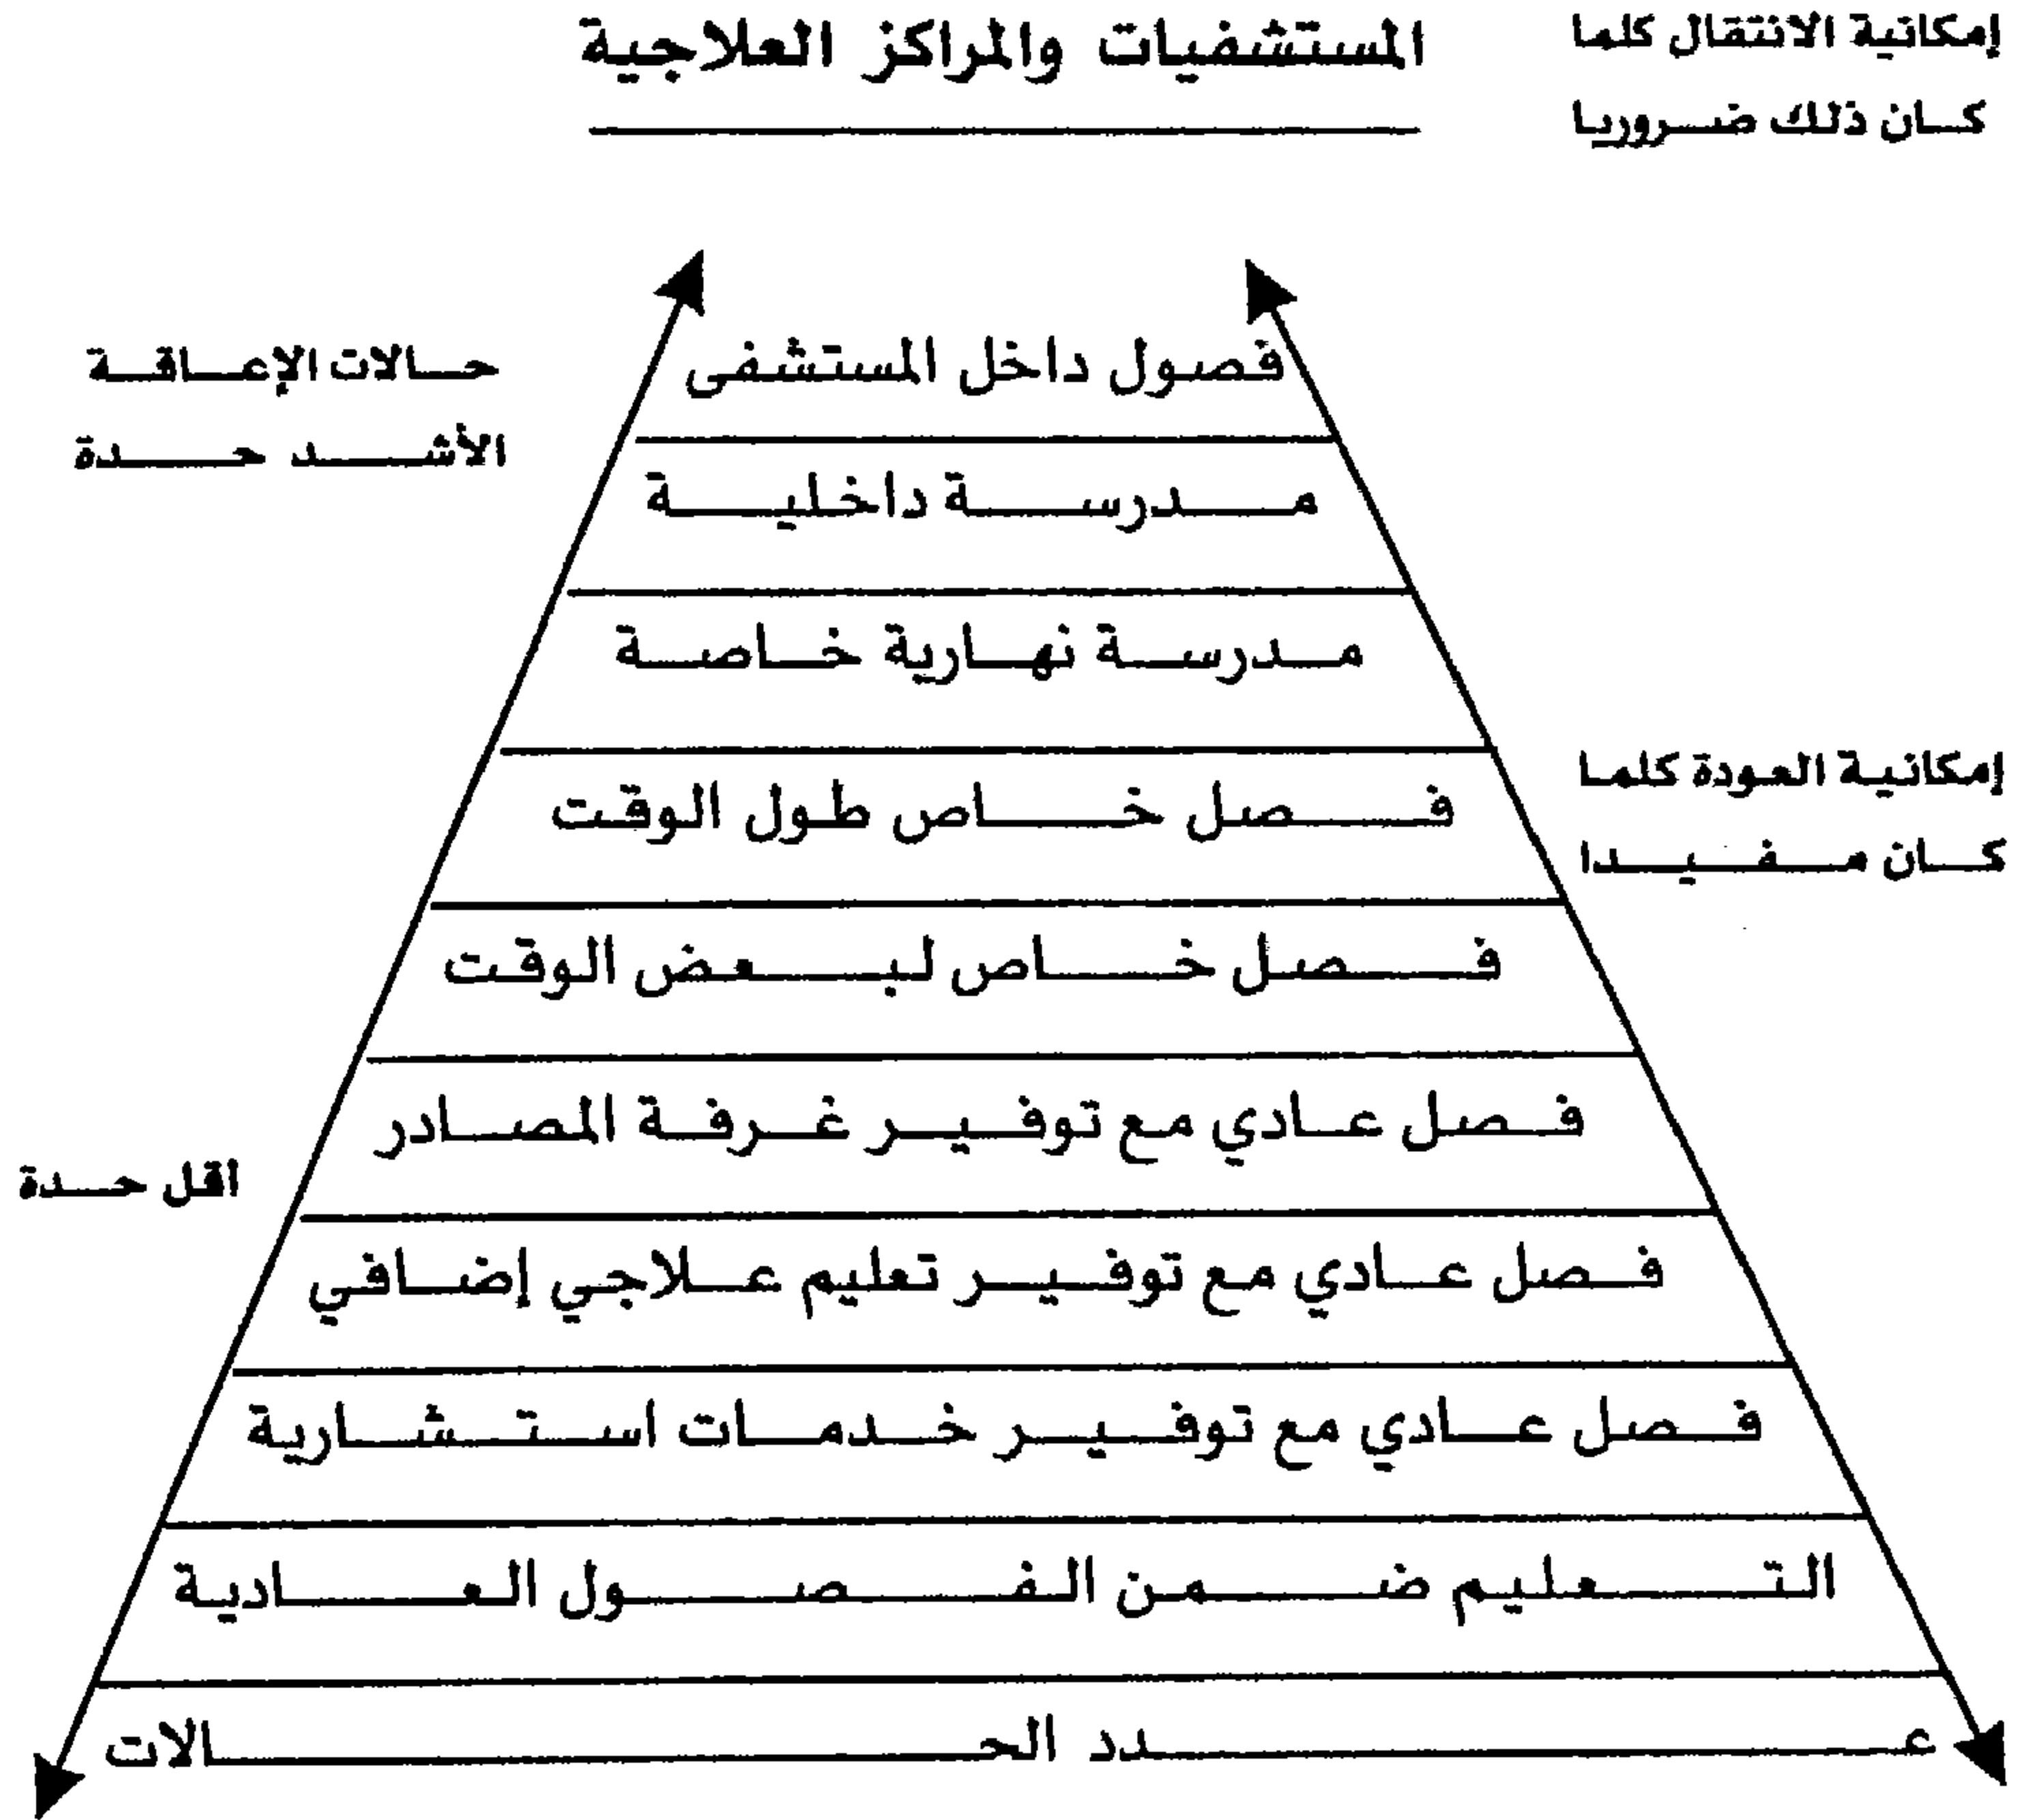 إمكانية الانتقال كلما
كان ذلك ضروريا
المستشفيات والمراكز العلاجية
فصول داخل المستشفى
حالات الإعاقة
الأشد حدة
مدرسة داخلية
مدرسة نهارية خاصة
فصل خاص طول الوقت
إمكانية العودة كلما
كان مفيدا
فصل خاص لبعض الوقت
فصل عادي مع توفير غرفة المصادر
اقل حدة
فصل عادي مع توفير تعليم علاجي إضافي
فصل عادي مع توفير خدمات استشارية
التعليم ضمن الفصول العادية
عدد الحالات